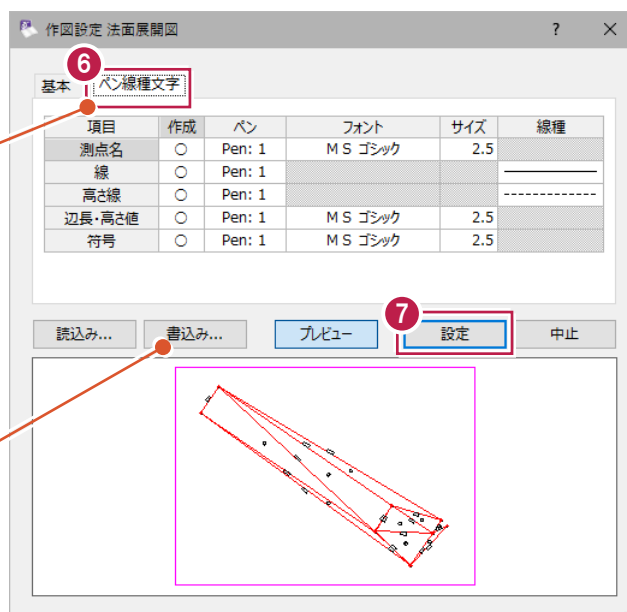 作図設定 法面展開図 ? ×
6
基本 ペン線種文字
項目 作成 ペン フォント サイズ 線種
測点名 ○ Pen: 1 ＭＳ ゴシック 2.5
線 ○ Pen: 1
高さ線 ○ Pen: 1
辺長・高さ値 ○ Pen: 1 ＭＳ ゴシック 2.5
符号 ○ Pen: 1 ＭＳ ゴシック 2.5
7
読込み... 書込み... プレビュー 設定 中止